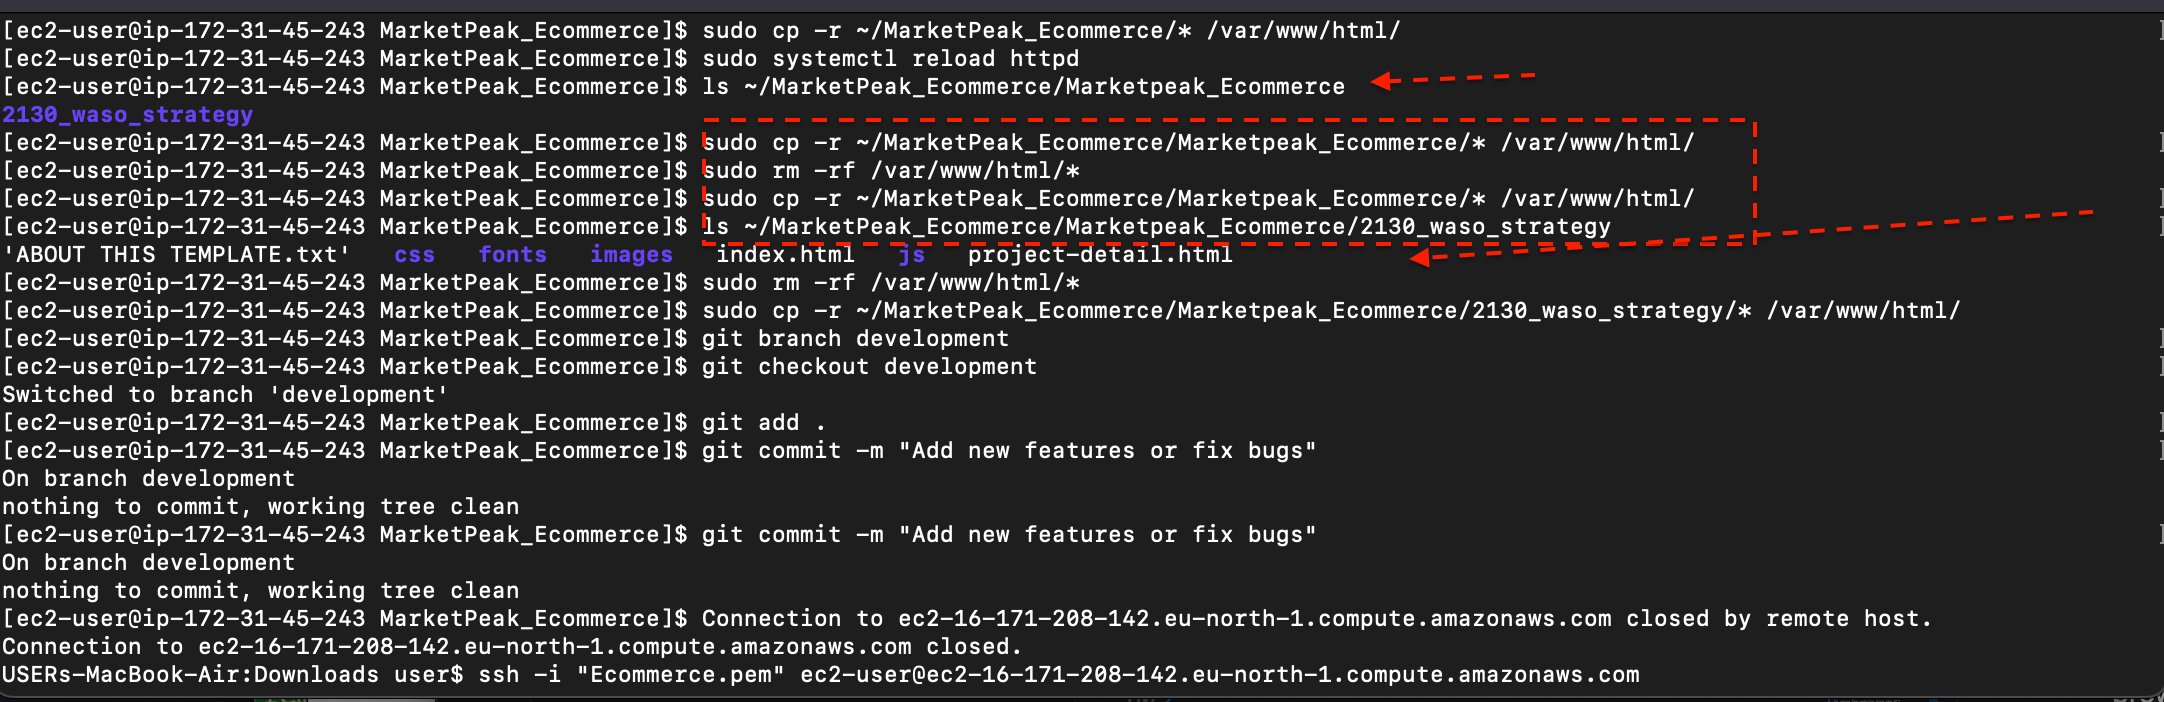 [ec2-user@ip-172-31-45-243 MarketPeak_Ecommerce]$ sudo cp -r ~/MarketPeak_Ecommerce/* /var/www/html/
[ec2-user@ip-172-31-45-243 MarketPeak_Ecommerce]$ sudo systemctl reload httpd
[ec2-user@ip-172-31-45-243 MarketPeak_Ecommerce]$ ls ~/MarketPeak_Ecommerce/Marketpeak_Ecommerce
2130_waso_strategy
[ec2-user@ip-172-31-45-243 MarketPeak_Ecommerce]$ sudo cp -r ~/MarketPeak_Ecommerce/Marketpeak_Ecommerce/* /var/www/html/
[ec2-user@ip-172-31-45-243 MarketPeak_Ecommerce]$ sudo rm -rf /var/www/html/*
[ec2-user@ip-172-31-45-243 MarketPeak_Ecommerce]$ sudo cp -r ~/MarketPeak_Ecommerce/Marketpeak_Ecommerce/* /var/www/html/
[ec2-user@ip-172-31-45-243 MarketPeak_Ecommerce]$ ls ~/MarketPeak_Ecommerce/Marketpeak_Ecommerce/2130_waso_strategy
'ABOUT THIS TEMPLATE.txt'   css   fonts   images   index.html   js   project-detail.html
[ec2-user@ip-172-31-45-243 MarketPeak_Ecommerce]$ sudo rm -rf /var/www/html/*
[ec2-user@ip-172-31-45-243 MarketPeak_Ecommerce]$ sudo cp -r ~/MarketPeak_Ecommerce/Marketpeak_Ecommerce/2130_waso_strategy/* /var/www/html/
[ec2-user@ip-172-31-45-243 MarketPeak_Ecommerce]$ git branch development
[ec2-user@ip-172-31-45-243 MarketPeak_Ecommerce]$ git checkout development
Switched to branch 'development'
[ec2-user@ip-172-31-45-243 MarketPeak_Ecommerce]$ git add .
[ec2-user@ip-172-31-45-243 MarketPeak_Ecommerce]$ git commit -m "Add new features or fix bugs"
On branch development
nothing to commit, working tree clean
[ec2-user@ip-172-31-45-243 MarketPeak_Ecommerce]$ git commit -m "Add new features or fix bugs"
On branch development
nothing to commit, working tree clean
[ec2-user@ip-172-31-45-243 MarketPeak_Ecommerce]$ Connection to ec2-16-171-208-142.eu-north-1.compute.amazonaws.com closed by remote host.
Connection to ec2-16-171-208-142.eu-north-1.compute.amazonaws.com closed.
USERs-MacBook-Air:Downloads user$ ssh -i "Ecommerce.pem" ec2-user@ec2-16-171-208-142.eu-north-1.compute.amazonaws.com